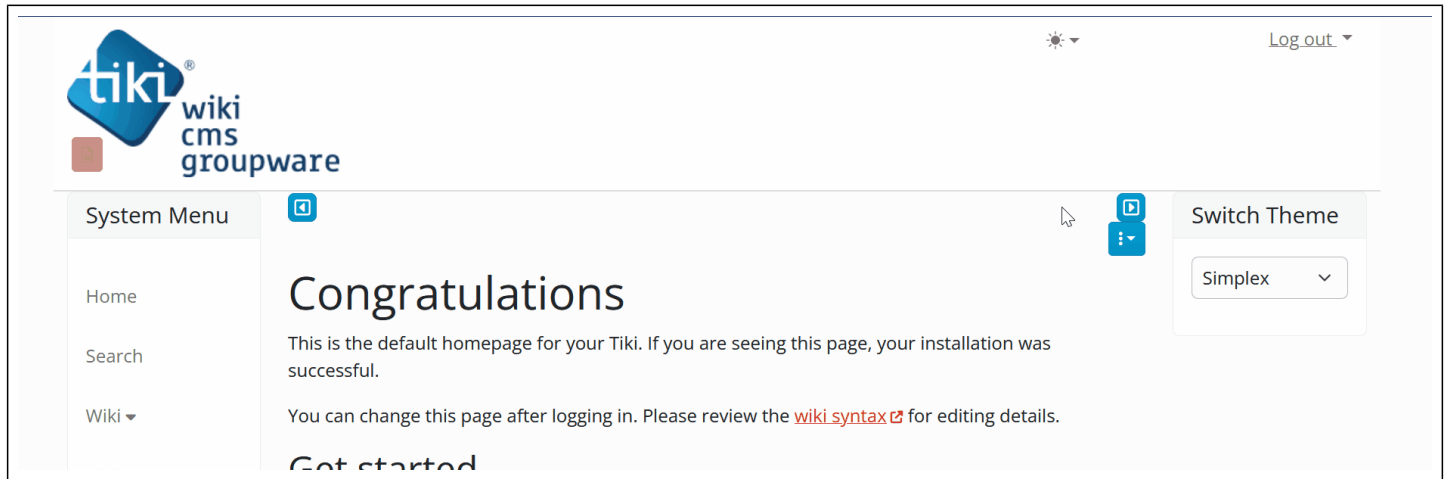 Log out
tiki®
wiki
cms
groupware
System Menu
Switch Theme
Simplex
Home
Search
Wiki
Congratulations
This is the default homepage for your Tiki. If you are seeing this page, your installation was
successful.
You can change this page after logging in. Please review the wiki syntax for editing details.
Get started